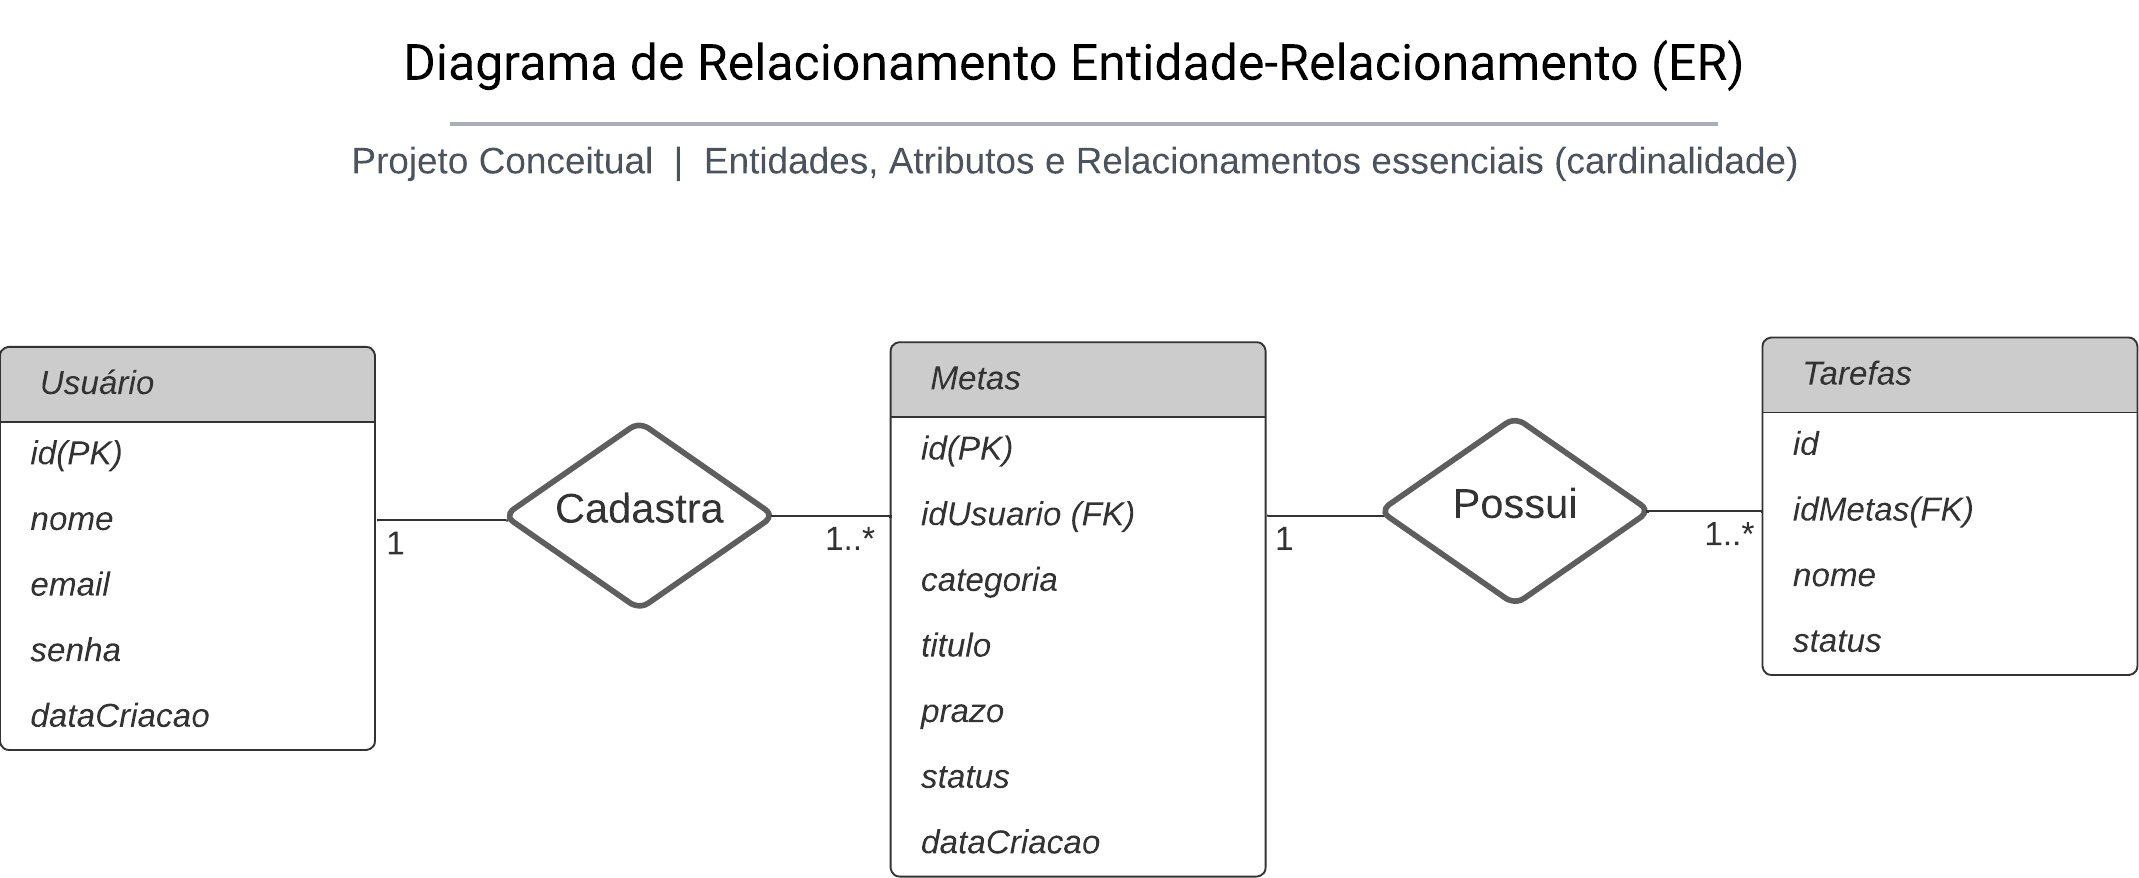 Diagrama de Relacionamento Entidade-Relacionamento (ER)
Projeto Conceitual | Entidades, Atributos e Relacionamentos essenciais (cardinalidade)
Usuário
id(PK)
nome
email
senha
dataCriacao
1
Cadastra
1..*
Metas
id(PK)
idUsuario (FK)
categoria
titulo
prazo
status
dataCriacao
1
Possui
1..*
Tarefas
id
idMetas(FK)
nome
status